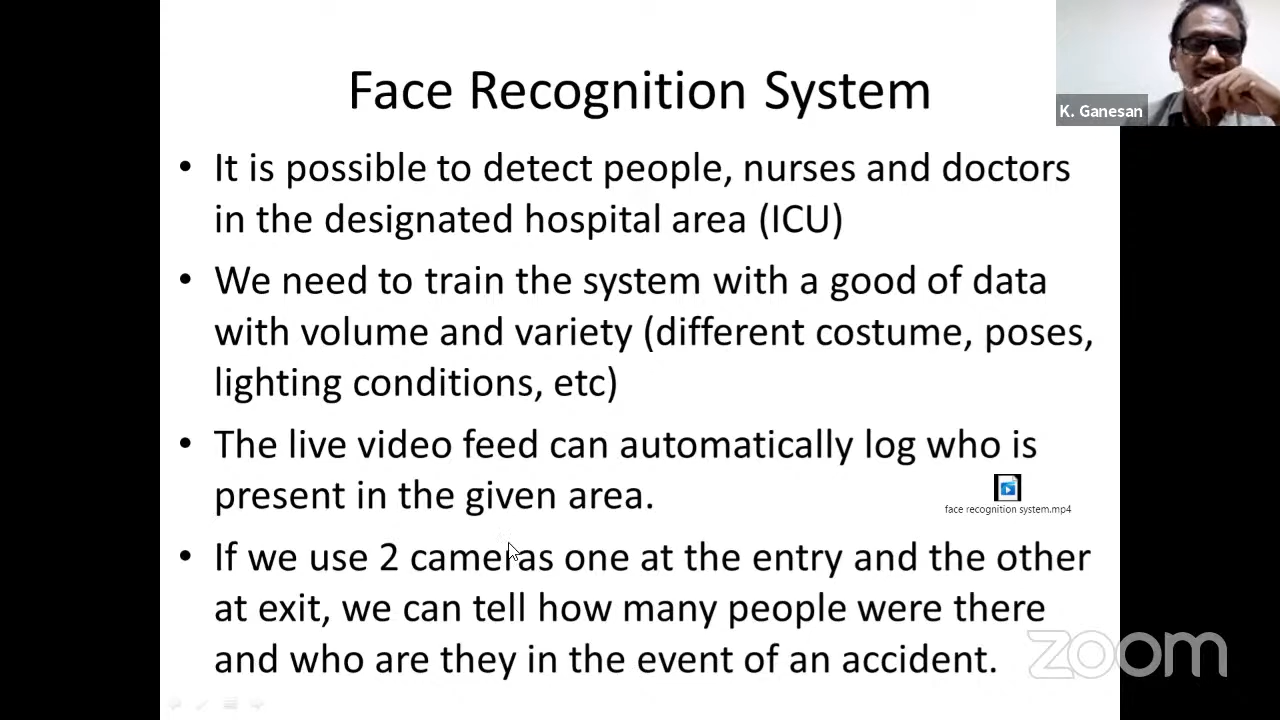 Face Recognition System
K. Ganesan
• It is possible to detect people, nurses and doctors
in the designated hospital area (ICU)
• We need to train the system with a good of data
with volume and variety (different costume, poses,
lighting conditions, etc)
• The live video feed can automatically log who is
present in the given area.
face recognition system.mp4
• If we use 2 cameras one at the entry and the other
at exit, we can tell how many people were there
and who are they in the event of an accident.
zoom